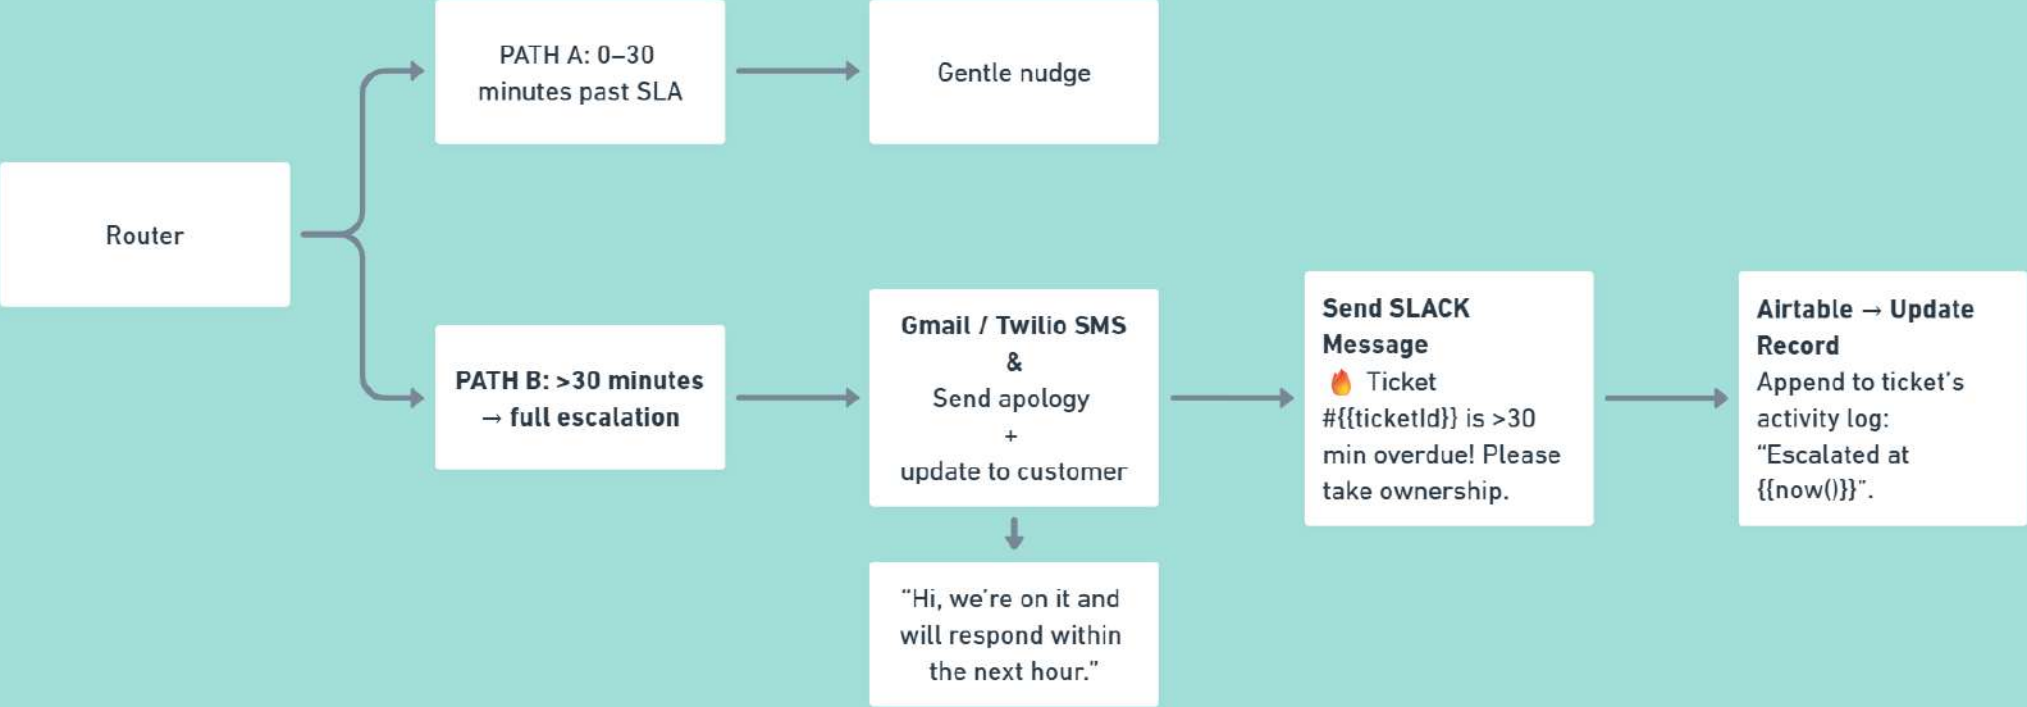 PATH A: 0–30
minutes past SLA
Gentle nudge
Router
PATH B: >30 minutes
→ full escalation
Gmail / Twilio SMS
&
Send apology
+
update to customer
Send SLACK
Message
🔥 Ticket
#{{ticketId}} is >30
min overdue! Please
take ownership.
Airtable → Update
Record
Append to ticket’s
activity log:
“Escalated at
{{now()}}”.
“Hi, we’re on it and
will respond within
the next hour.”